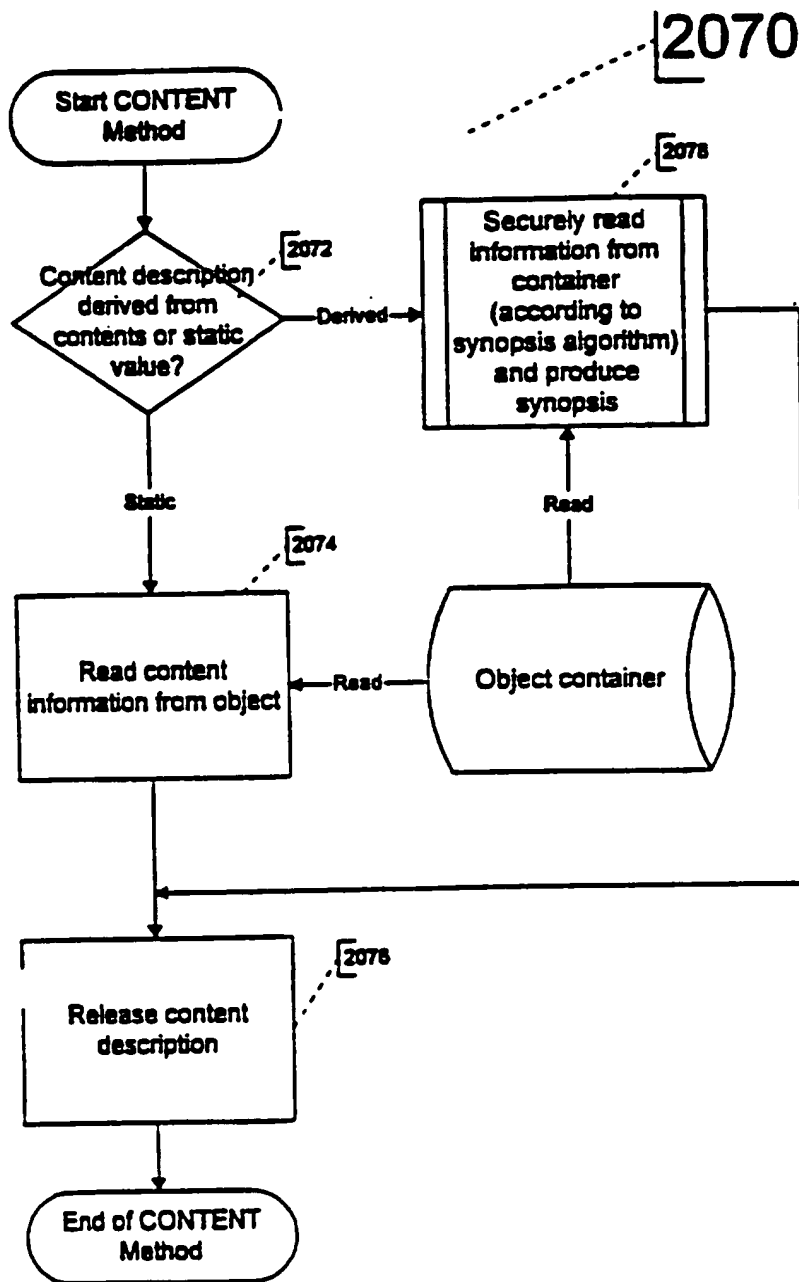 2070
Start CONTENT
Method
2078
2072
Content description
derived from
contents or static
value?
Derived
Securely read
information from
container
(according to
synopsis algorithm)
and produce
synopsis
Static
Read
2074
Read content
information from object
Read
Object container
2076
Release content
description
End of CONTENT
Method